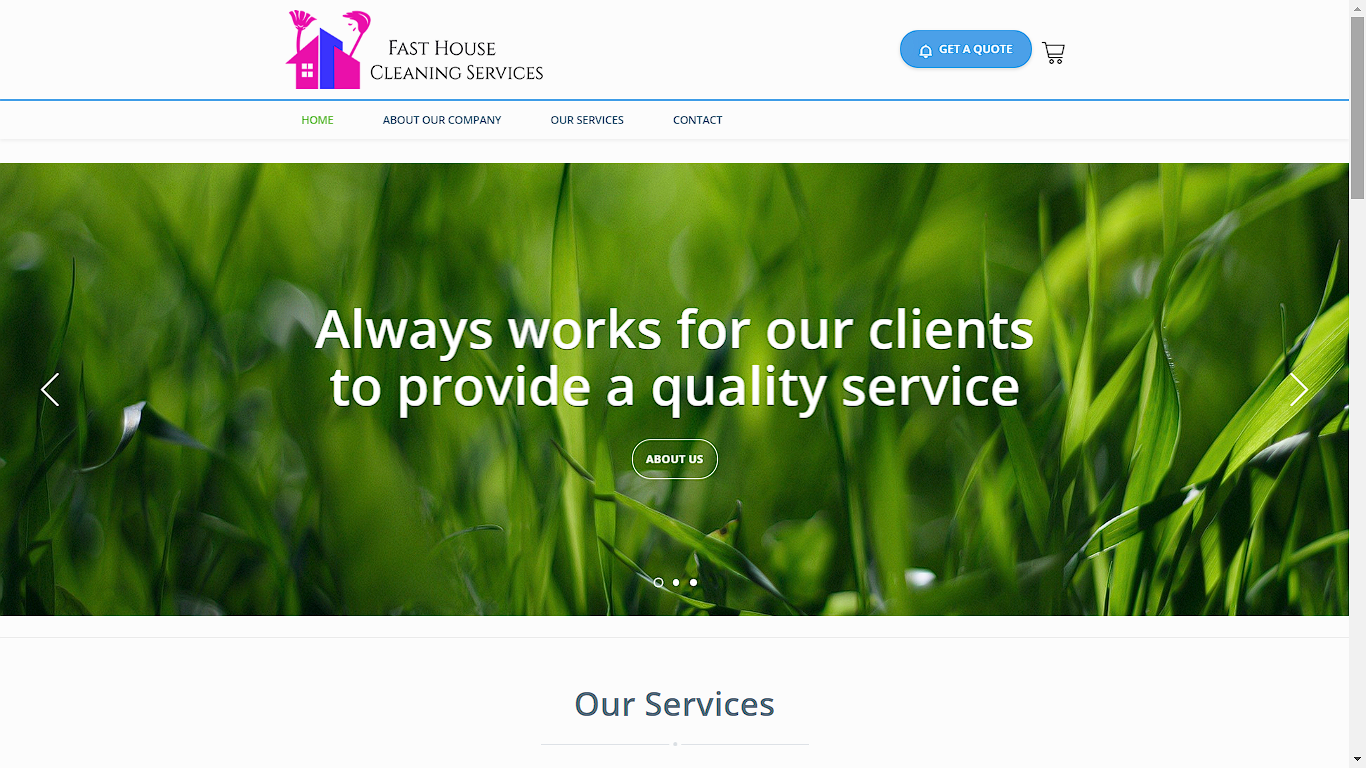 Fast House
Cleaning Services
GET A QUOTE
HOME
ABOUT OUR COMPANY
OUR SERVICES
CONTACT
Always works for our clients
to provide a quality service
ABOUT US
Our Services